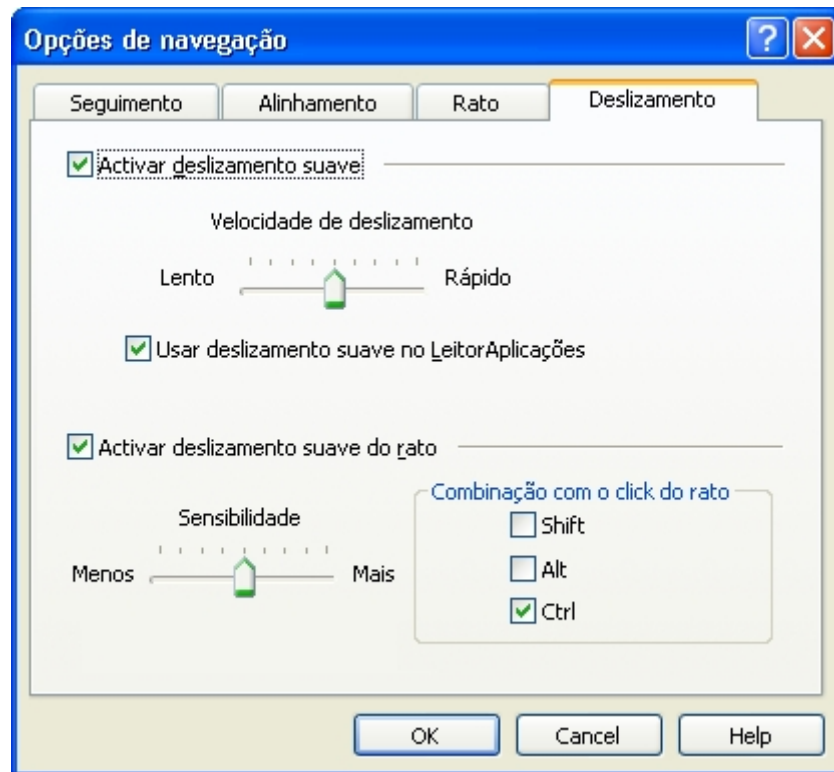 Opções de navegação
Seguimento Alinhamento Rato Deslizamento
Activar deslizamento suave
Velocidade de deslizamento
Lento Rápido
Usar deslizamento suave no LeitorAplicações
Activar deslizamento suave do rato
Combinação com o click do rato
Sensibilidade
Menos Mais
Shift
Alt
Ctrl
OK Cancel Help